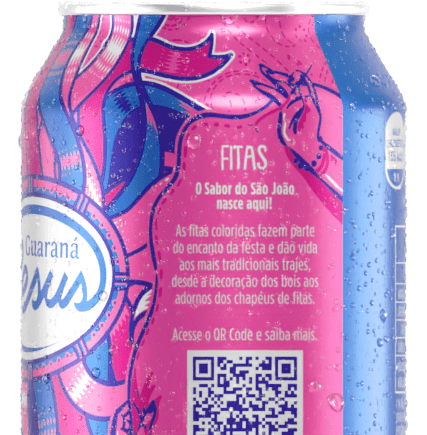 FITAS
O Sabor do São João
nasce aqui!
As fitas coloridas fazem parte
do encanto da festa e dão vida
aos mais tradicionais trajes,
desde a decoração dos bois aos
adornos dos chapéus de fitas.
Acesse o QR Code e saiba mais.
Guaraná
esus